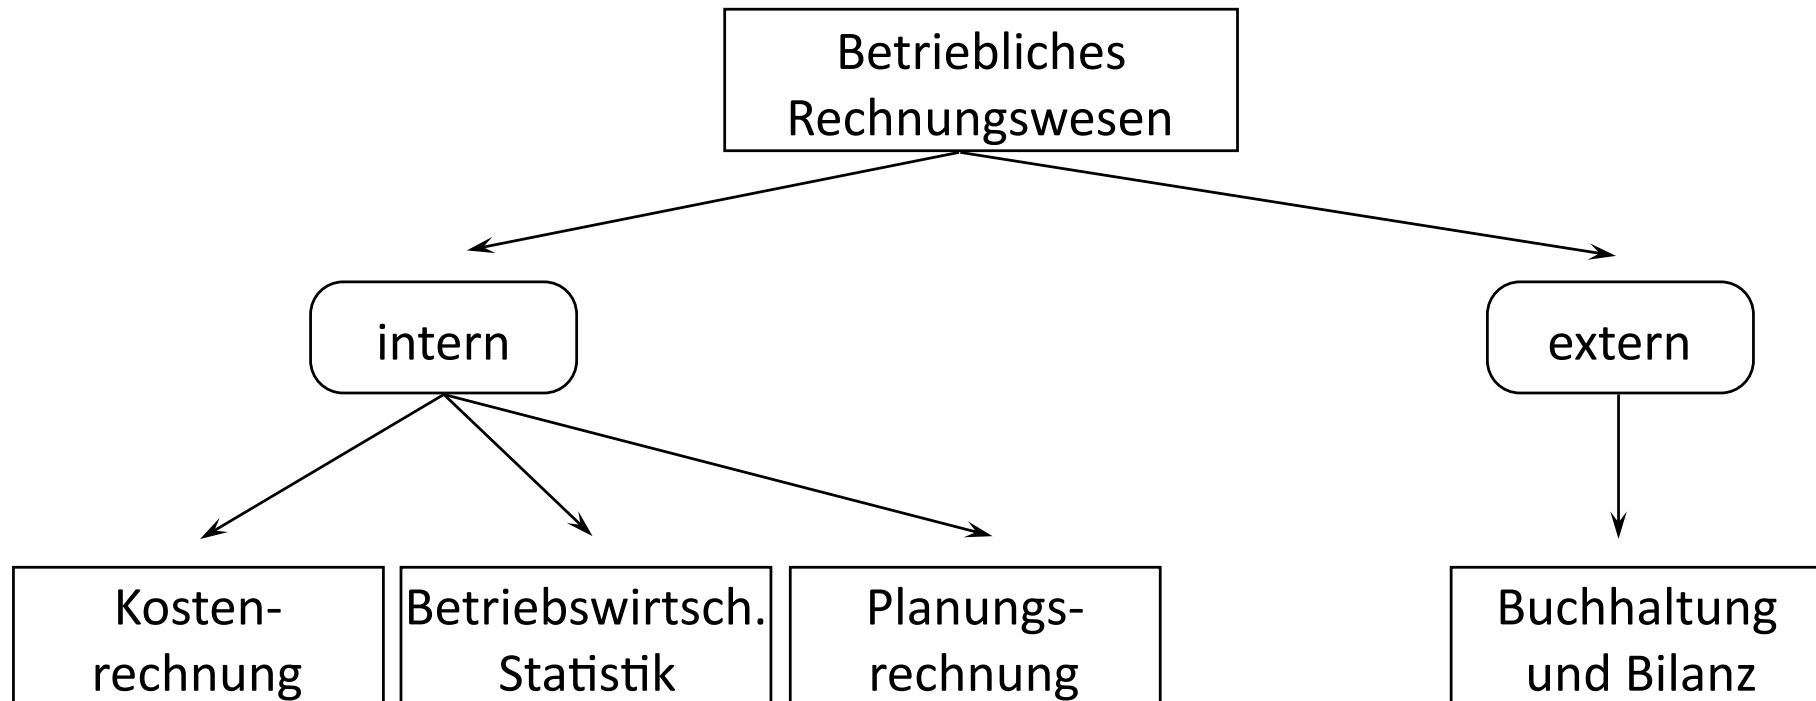 Betriebliches
Rechnungswesen
intern
extern
Kosten-
rechnung
Betriebswirtsch.
Statistik
Planungs-
rechnung
Buchhaltung
und Bilanz